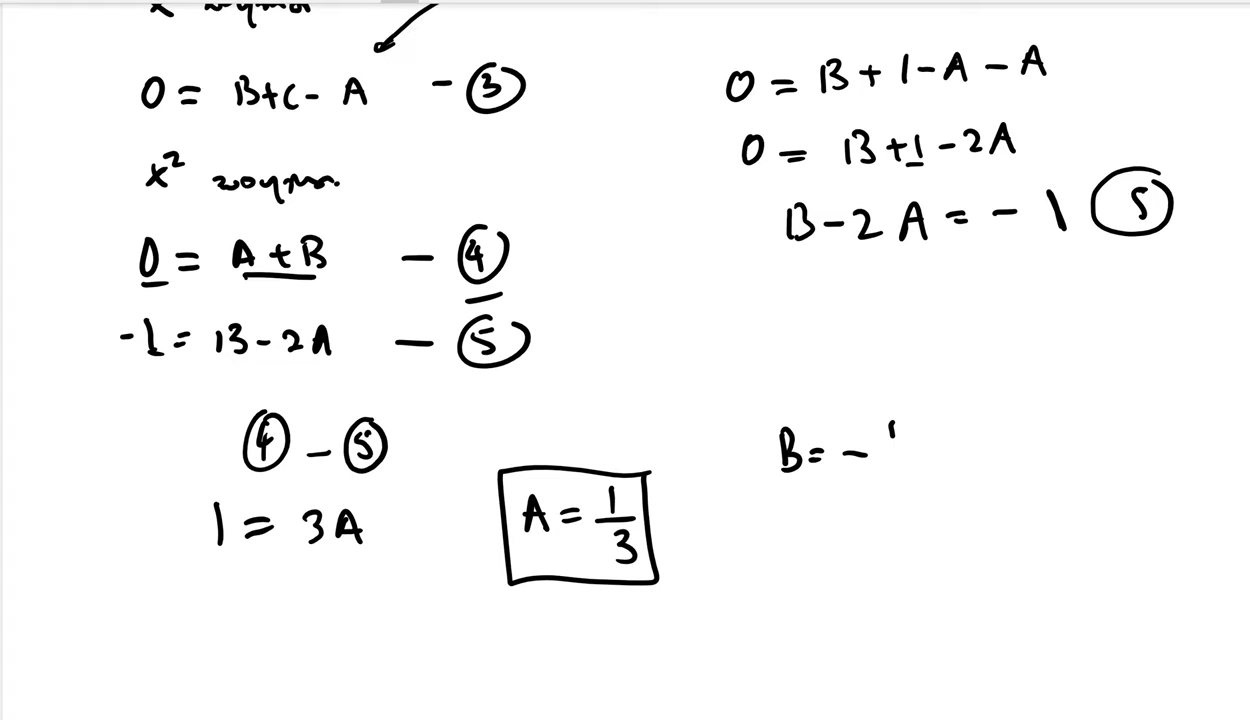 0 = B+C - A - ③
x²
0 = A + B - ④
-1 = B - 2A - ⑤
④ - ⑤
1 = 3A
A = 1/3
0 = B + 1 - A - A
0 = B + 1 - 2A
B - 2A = - 1 ⑤
B = -